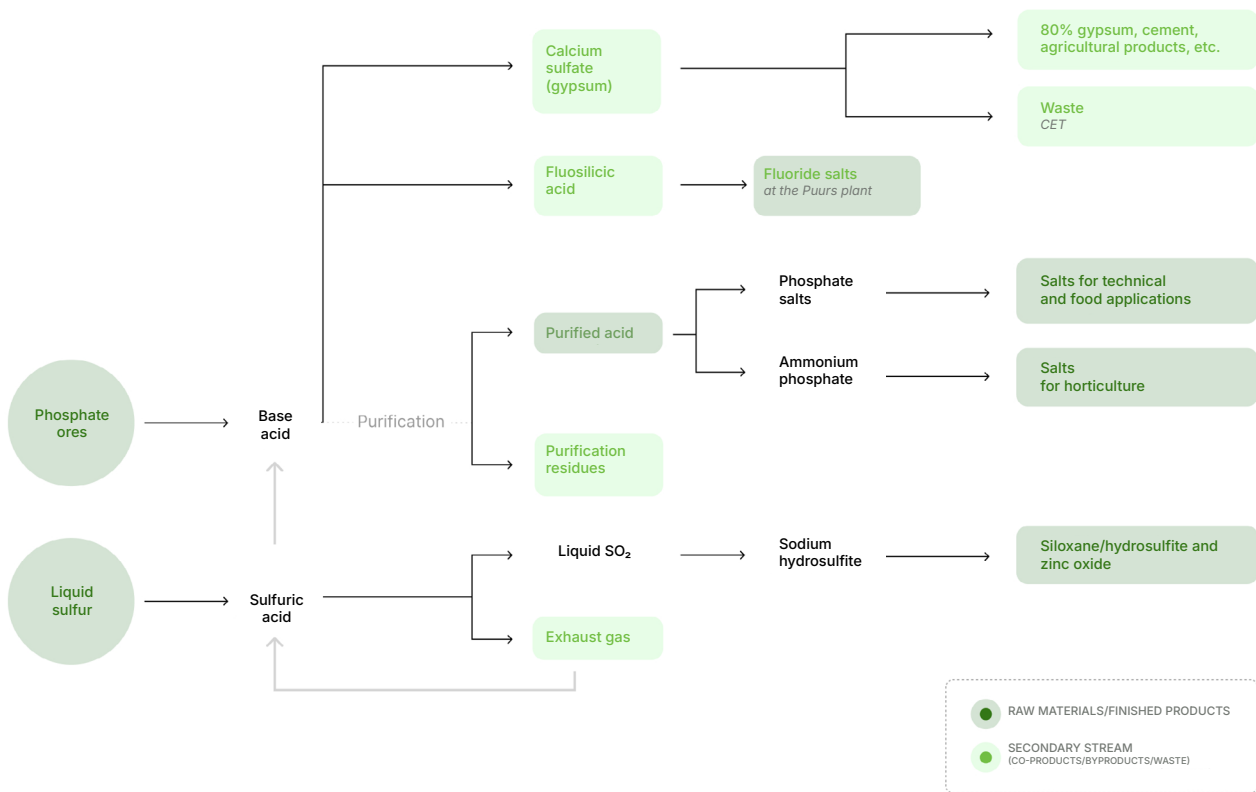 Calcium
sulfate
(gypsum)
80% gypsum, cement,
agricultural products, etc.
Waste
CET
Fluosilicic
acid
Fluoride salts
at the Puurs plant
Phosphate
salts
Salts for technical
and food applications
Purified acid
Ammonium
phosphate
Salts
for horticulture
Phosphate
ores
Base
acid
Purification
Purification
residues
Liquid
sulfur
Sulfuric
acid
Liquid SO₂
Sodium
hydrosulfite
Siloxane/hydrosulfite and
zinc oxide
Exhaust gas
RAW MATERIALS/FINISHED PRODUCTS
SECONDARY STREAM
(CO-PRODUCTS/BYPRODUCTS/WASTE)